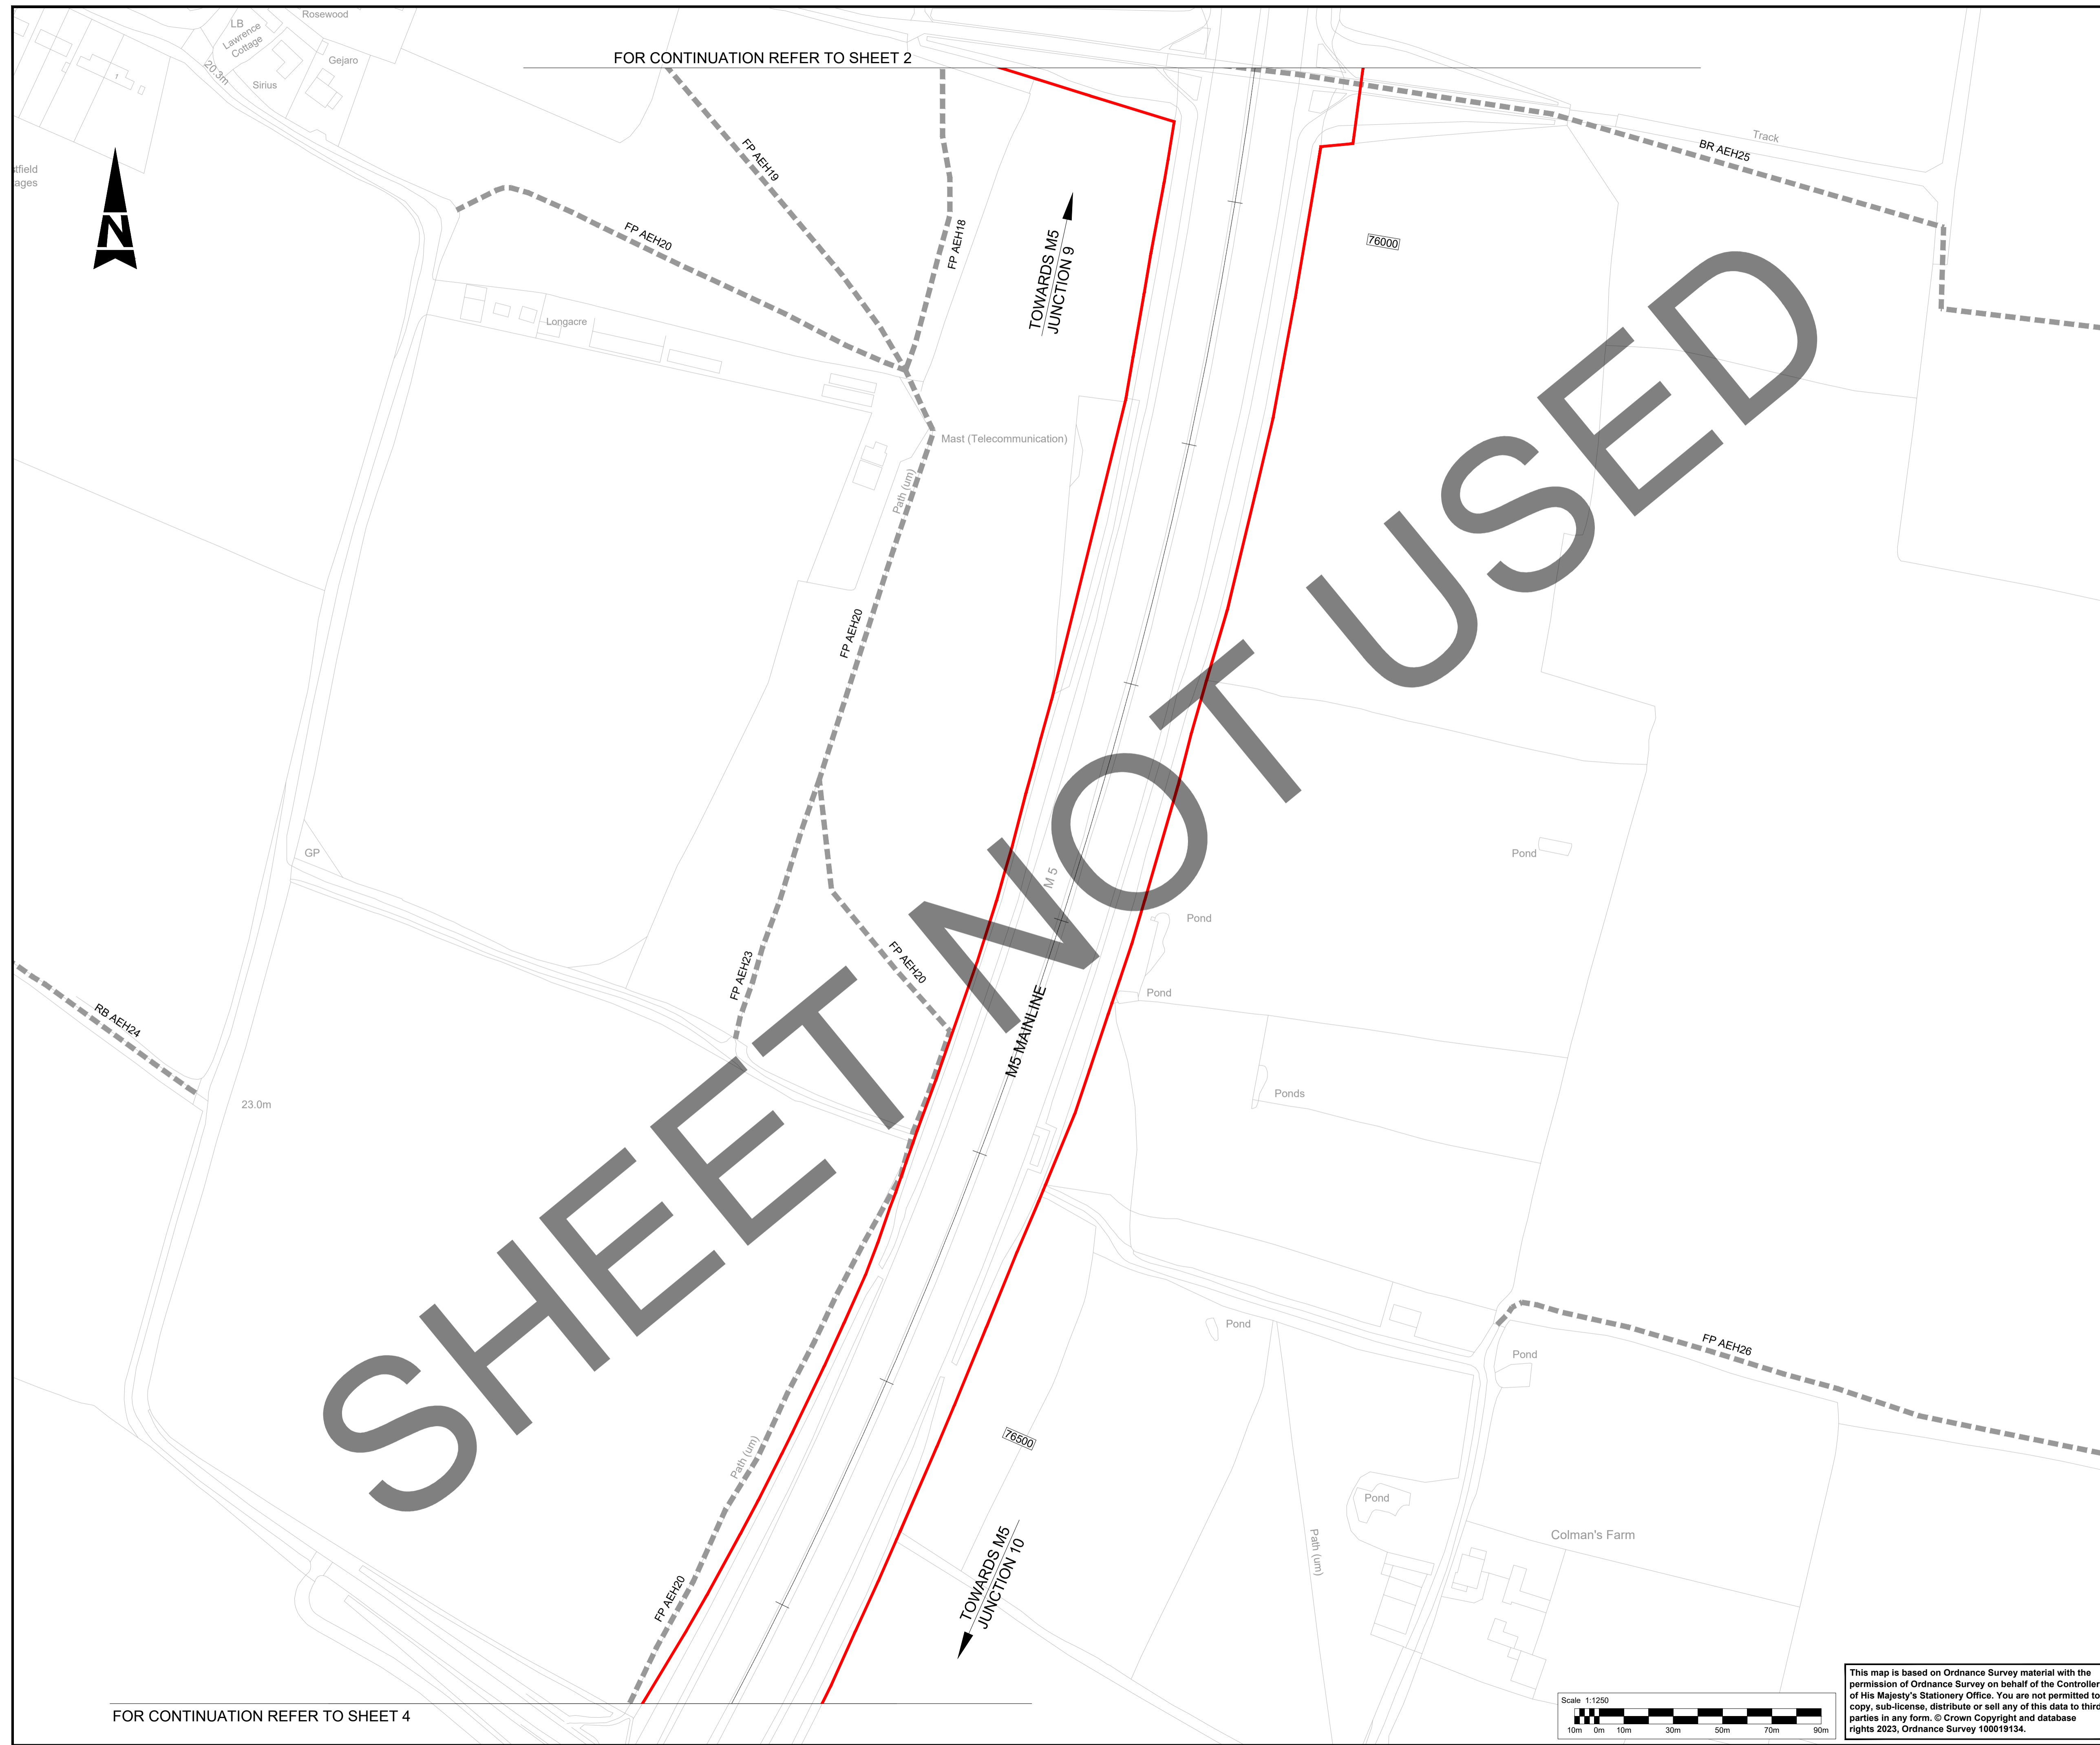 Rosewood
LB
Lawrence
Cottage
20.3m
Gejaro
Sirius
1
FOR CONTINUATION REFER TO SHEET 2
tfield
ages
N
FP AEH19
FP AEH20
FP AEH18
TOWARDS M5
JUNCTION 9
76000
Track
BR AEH25
Longacre
Mast (Telecommunication)
Path (um)
FP AEH20
SHEET NOT USED
GP
M 5
Pond
Pond
FP AEH23
FP AEH20
Pond
M5 MAINLINE
RB AEH24
23.0m
Ponds
Pond
Pond
FP AEH26
Path (um)
76500
Pond
Path (um)
Colman's Farm
TOWARDS M5
JUNCTION 10
FP AEH20
FOR CONTINUATION REFER TO SHEET 4
Scale 1:1250
10m 0m 10m 30m 50m 70m 90m
This map is based on Ordnance Survey material with the
permission of Ordnance Survey on behalf of the Controller
of His Majesty's Stationery Office. You are not permitted to
copy, sub-license, distribute or sell any of this data to third
parties in any form. © Crown Copyright and database
rights 2023, Ordnance Survey 100019134.